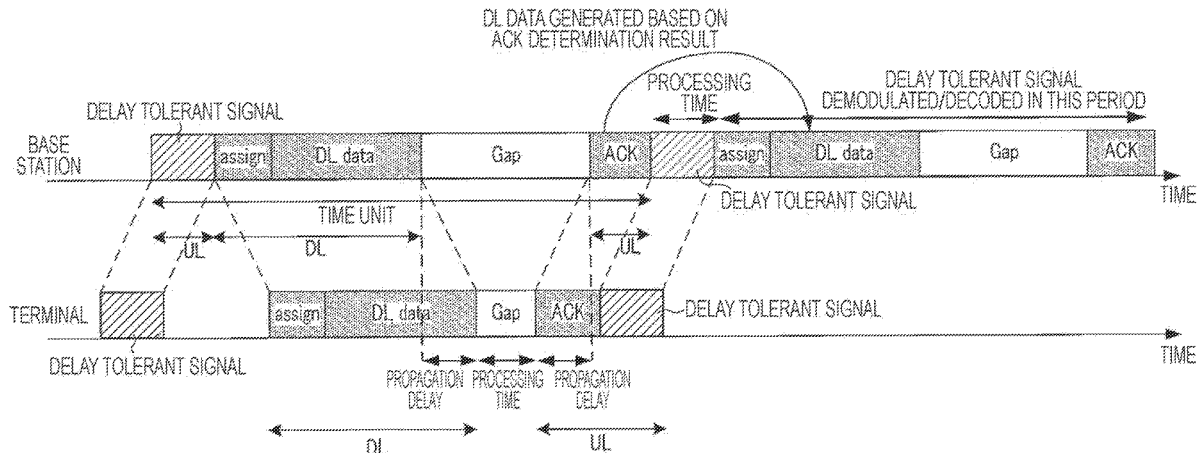 DL DATA GENERATED BASED ON
ACK DETERMINATION RESULT
PROCESSING
TIME
DELAY TOLERANT SIGNAL
DEMODULATED/DECODED IN THIS PERIOD
DELAY TOLERANT SIGNAL
BASE
STATION
assign
DL data
Gap
ACK
assign
DL data
Gap
ACK
DELAY TOLERANT SIGNAL
TIME
TIME UNIT
UL
DL
UL
TERMINAL
assign
DL data
Gap
ACK
DELAY TOLERANT SIGNAL
DELAY TOLERANT SIGNAL
TIME
PROPAGATION
DELAY
PROCESSING
TIME
PROPAGATION
DELAY
DL
UL